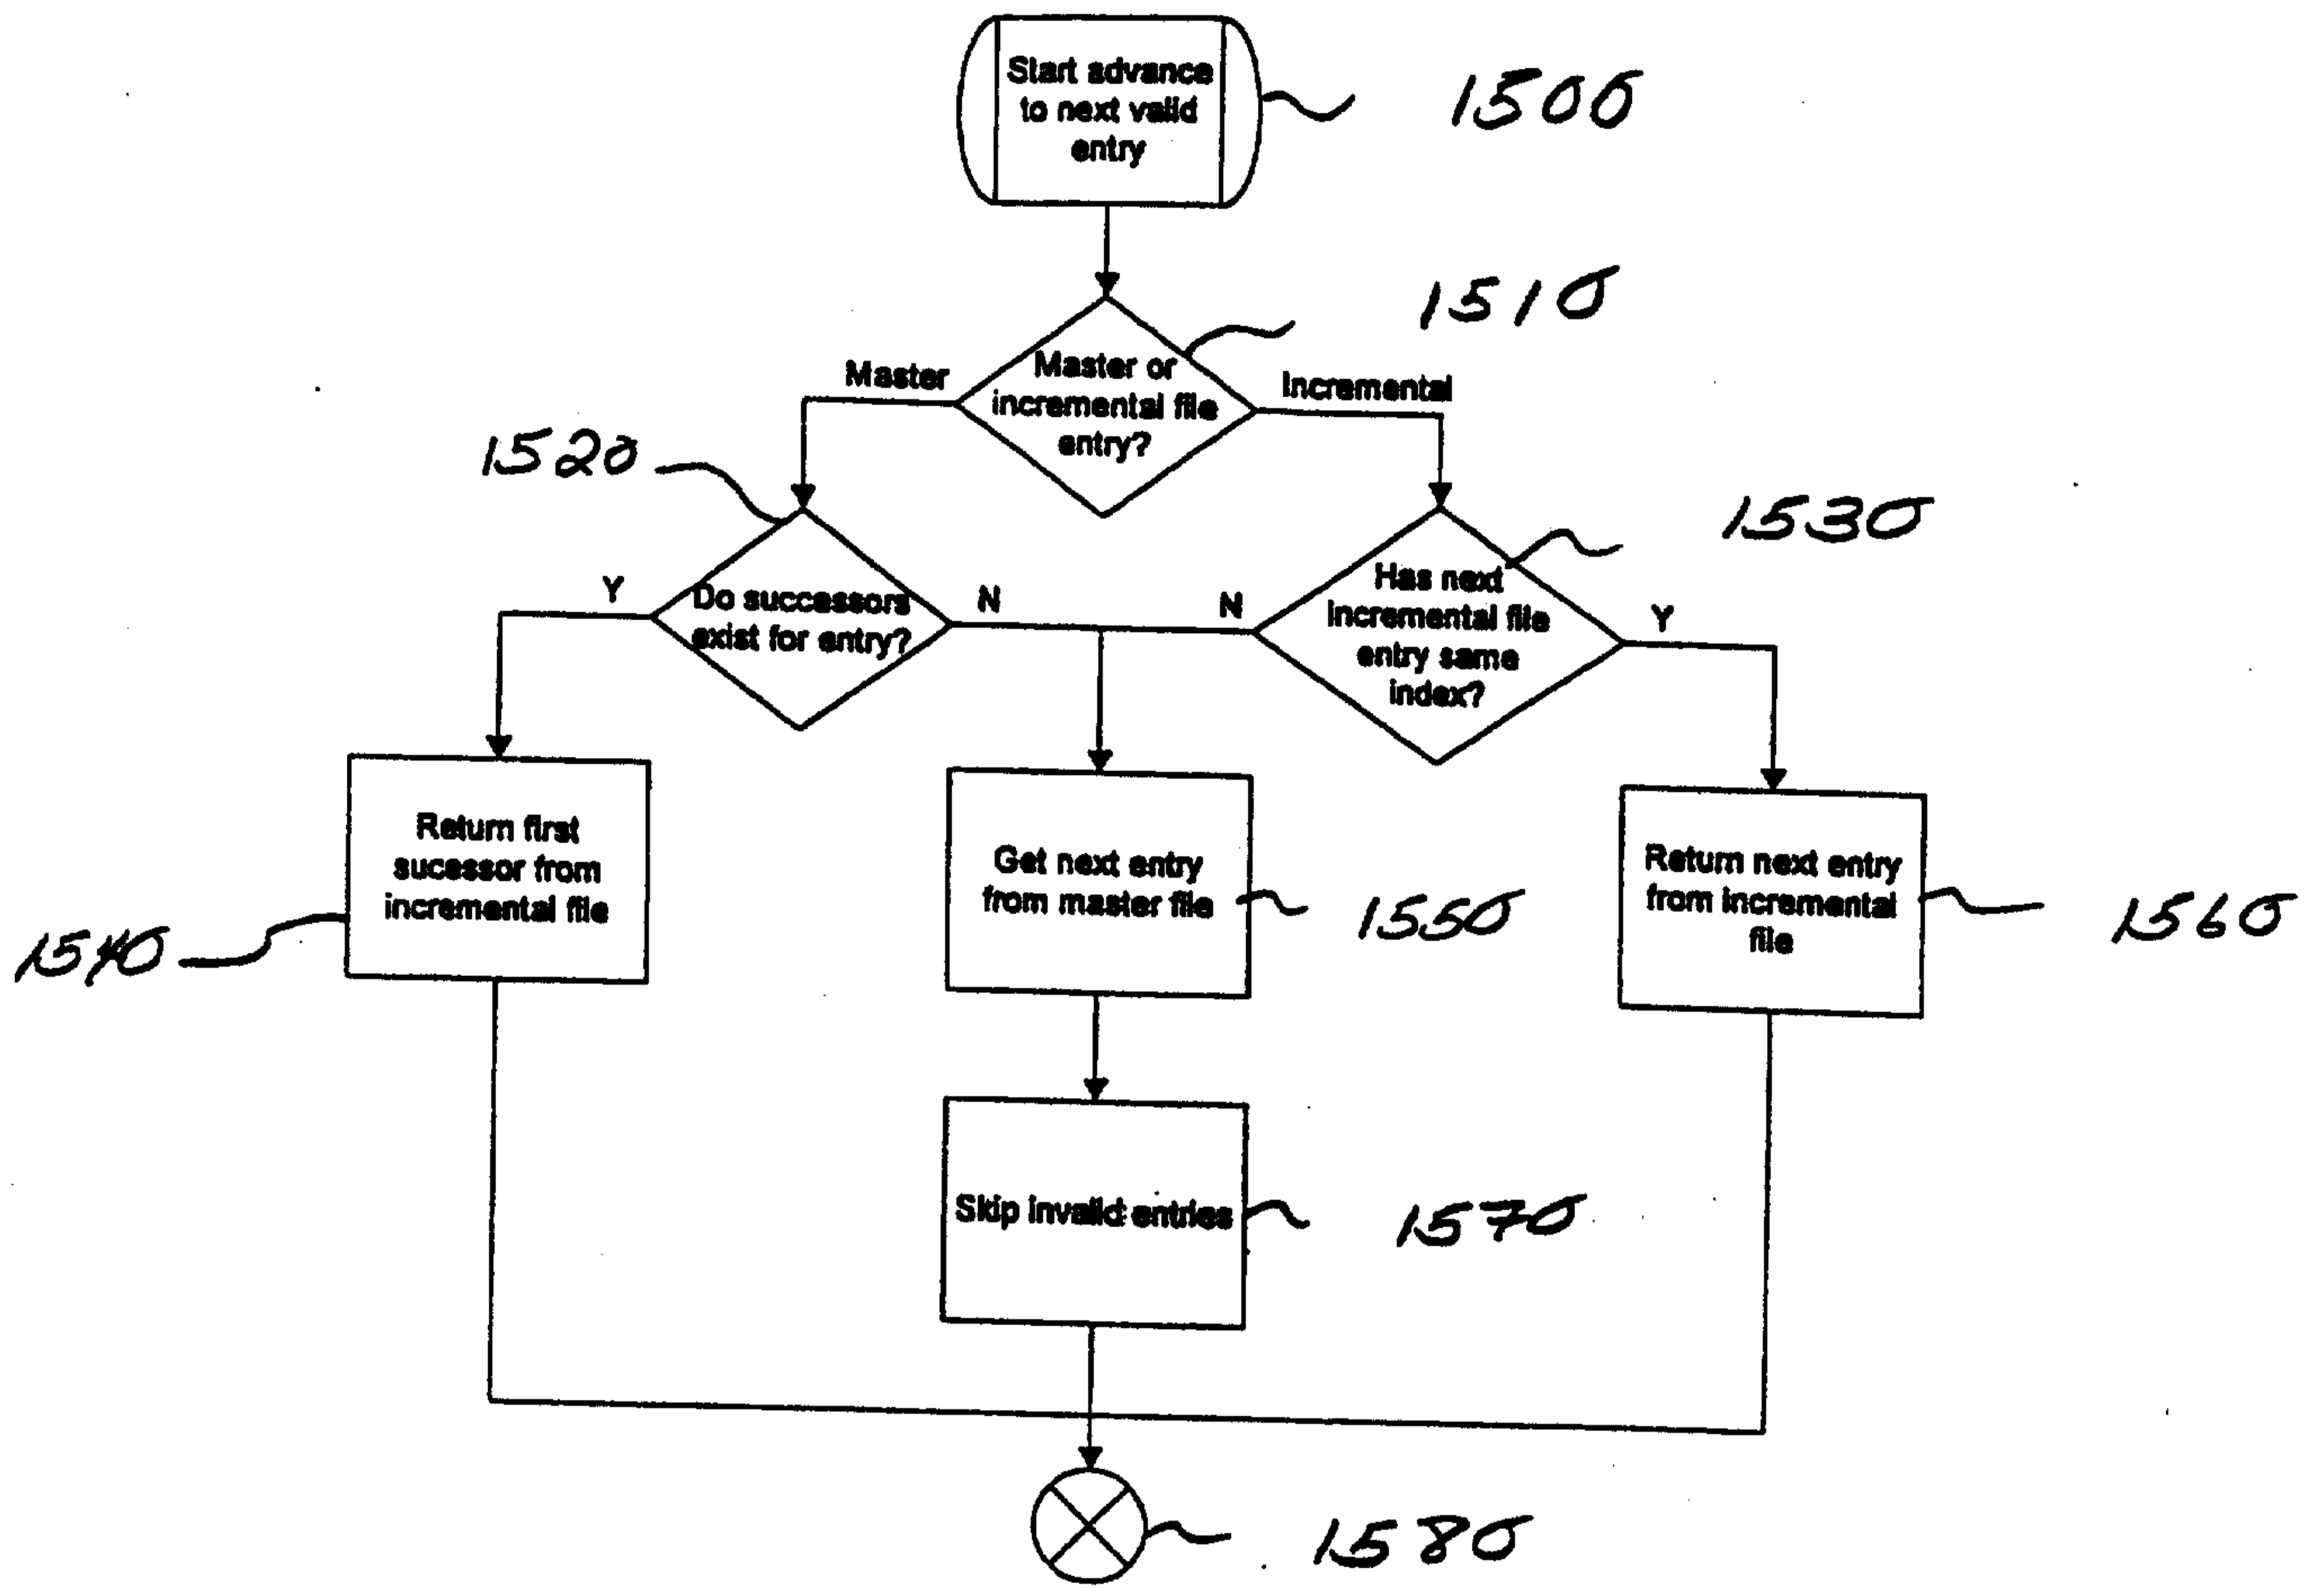 Start advance
to next valid
entry
1500
1510
Master
Master or
incremental file
entry?
Incremental
1520
1530
Y
Do successors
exist for entry?
N
N
Has next
incremental file
entry same
index?
Y
Return first
sucessor from
incremental file
1540
Get next entry
from master file
1550
Return next entry
from incremental
file
1560
Skip invalid entries
1570
1580